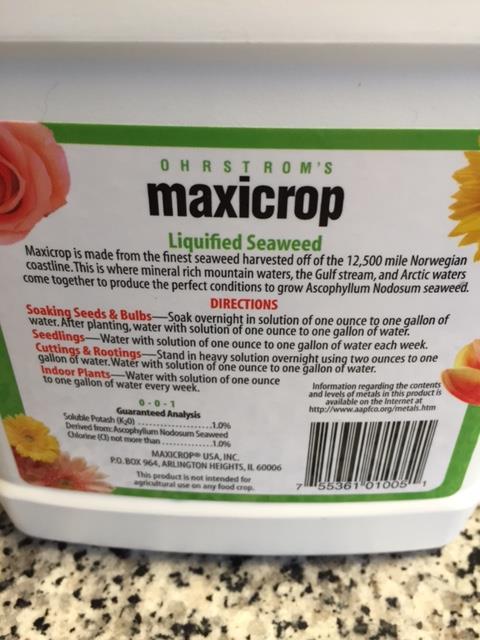 OHRSTROM'S
maxicrop
Liquified Seaweed
Maxicrop is made from the finest seaweed harvested off of the 12,500 mile Norwegian
coastline. This is where mineral rich mountain waters, the Gulf stream, and Arctic waters
come together to produce the perfect conditions to grow Ascophyllum Nodosum seaweed.
DIRECTIONS
Soaking Seeds & Bulbs—Soak overnight in solution of one ounce to one gallon of
water. After planting, water with solution of one ounce to one gallon of water.
Seedlings—Water with solution of one ounce to one gallon of water each week.
Cuttings & Rootings—Stand in heavy solution overnight using two ounces to one
gallon of water. Water with solution of one ounce to one gallon of water.
Indoor Plants—Water with solution of one ounce
to one gallon of water every week.
0-0-1
Guaranteed Analysis
Soluble Potash (K20) ....................1.0%
Derived from: Ascophyllum Nodosum Seaweed
Chlorine (Cl) not more than ..............1.0%
MAXICROP® USA, INC.
P.O. BOX 964, ARLINGTON HEIGHTS, IL 60006
This product is not intended for
agricultural use on any food crop.
Information regarding the contents
and levels of metals in this product is
available on the Internet at
http://www.aapfco.org/metals.htm
7 55361 01005 1